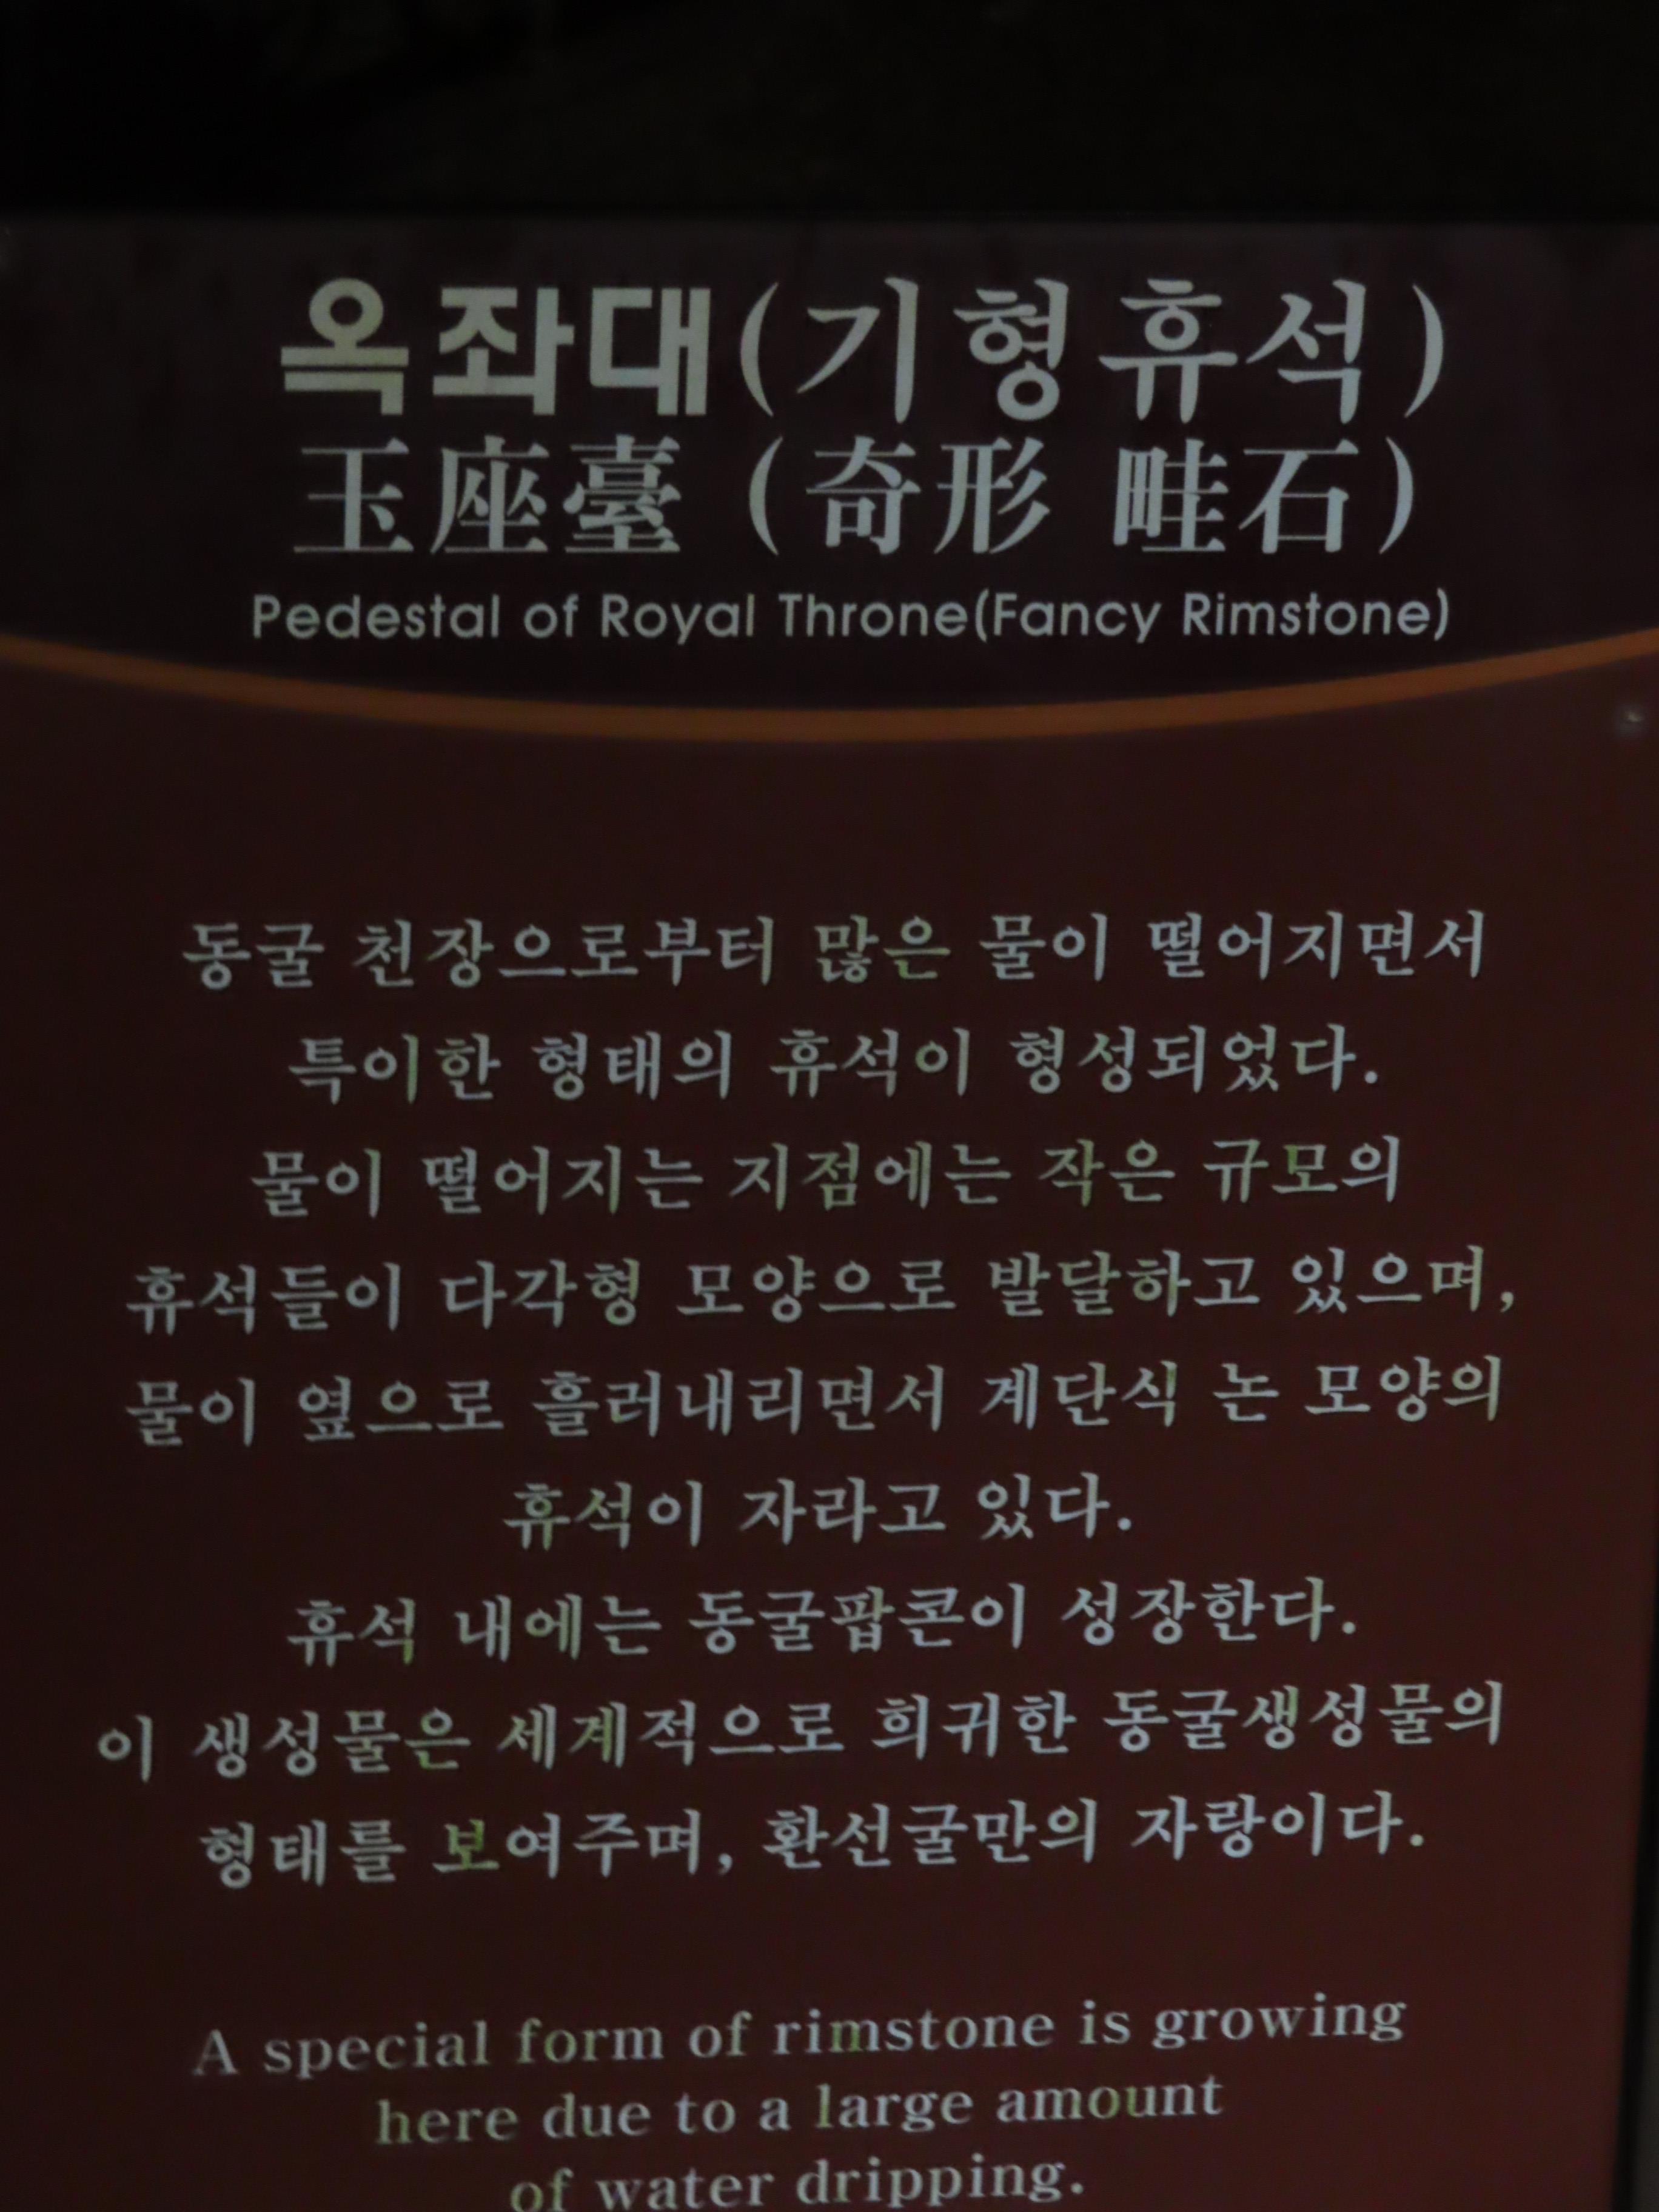 옥좌대(기형휴석)
玉座臺 (奇形 畦石)
Pedestal of Royal Throne(Fancy Rimstone)
동굴 천장으로부터 많은 물이 떨어지면서
특이한 형태의 휴석이 형성되었다.
물이 떨어지는 지점에는 작은 규모의
휴석들이 다각형 모양으로 발달하고 있으며,
물이 옆으로 흘러내리면서 계단식 논 모양의
휴석이 자라고 있다.
휴석 내에는 동굴팝콘이 성장한다.
이 생성물은 세계적으로 희귀한 동굴생성물의
형태를 보여주며, 환선굴만의 자랑이다.
A special form of rimstone is growing
here due to a large amount
of water dripping.